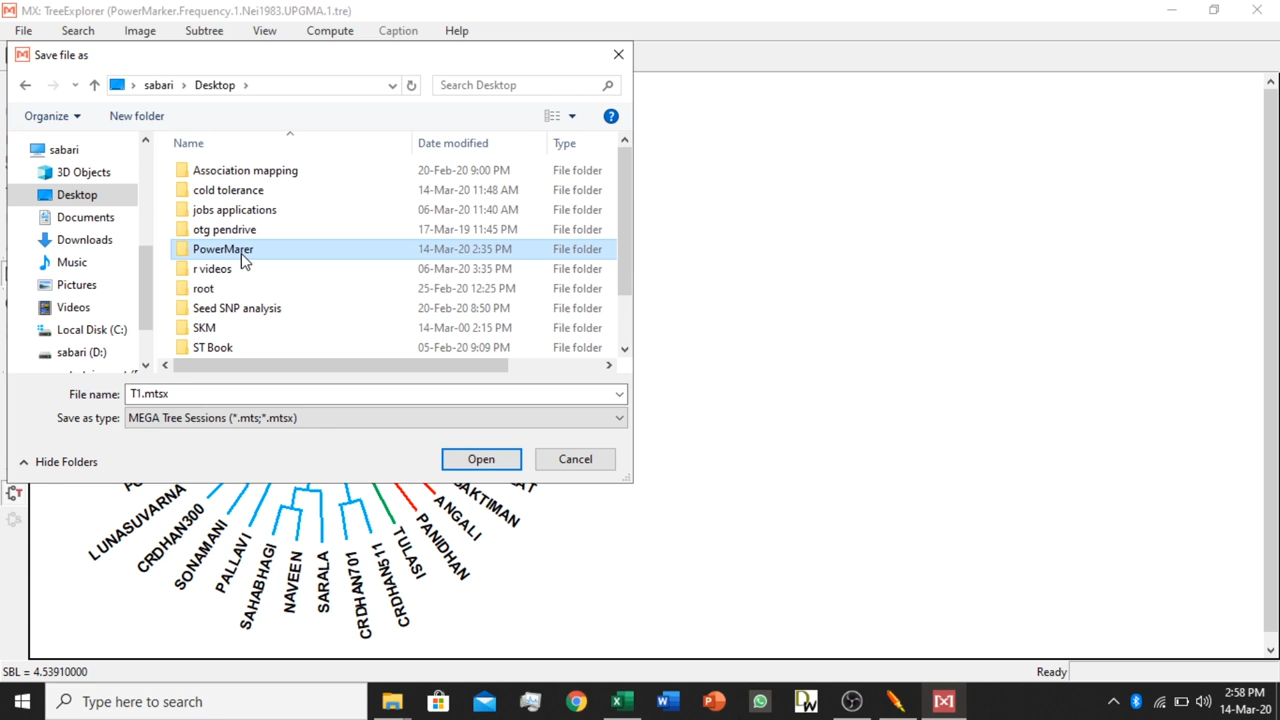 MX: TreeExplorer (PowerMarker.Frequency.1.Nei1983.UPGMA.1.tre)
File Search Image Subtree View Compute Caption Help
Save file as
sabari Desktop Search Desktop
Organize New folder
Name Date modified Type
sabari
3D Objects
Desktop
Documents
Downloads
Music
Pictures
Videos
Local Disk (C:)
sabari (D:)
Association mapping 20-Feb-20 9:00 PM File folder
cold tolerance 14-Mar-20 11:48 AM File folder
jobs applications 06-Mar-20 11:40 AM File folder
otg pendrive 17-Mar-19 11:45 PM File folder
PowerMarer 14-Mar-20 2:35 PM File folder
r videos 06-Mar-20 3:35 PM File folder
root 25-Feb-20 12:25 PM File folder
Seed SNP analysis 20-Feb-20 8:50 PM File folder
SKM 14-Mar-00 2:15 PM File folder
ST Book 05-Feb-20 9:09 PM File folder
File name: T1.mtsx
Save as type: MEGA Tree Sessions (*.mts;*.mtsx)
Hide Folders Open Cancel
LUNASUVARNA
CRDHAN300
SONAMANI
PALLAVI
SAHABHAGI
NAVEEN
SARALA
CRDHAN701
CRDHAN511
TULASI
PANIDHAN
ANGALI
SBL = 4.53910000 Ready
Type here to search
2:58 PM
14-Mar-20